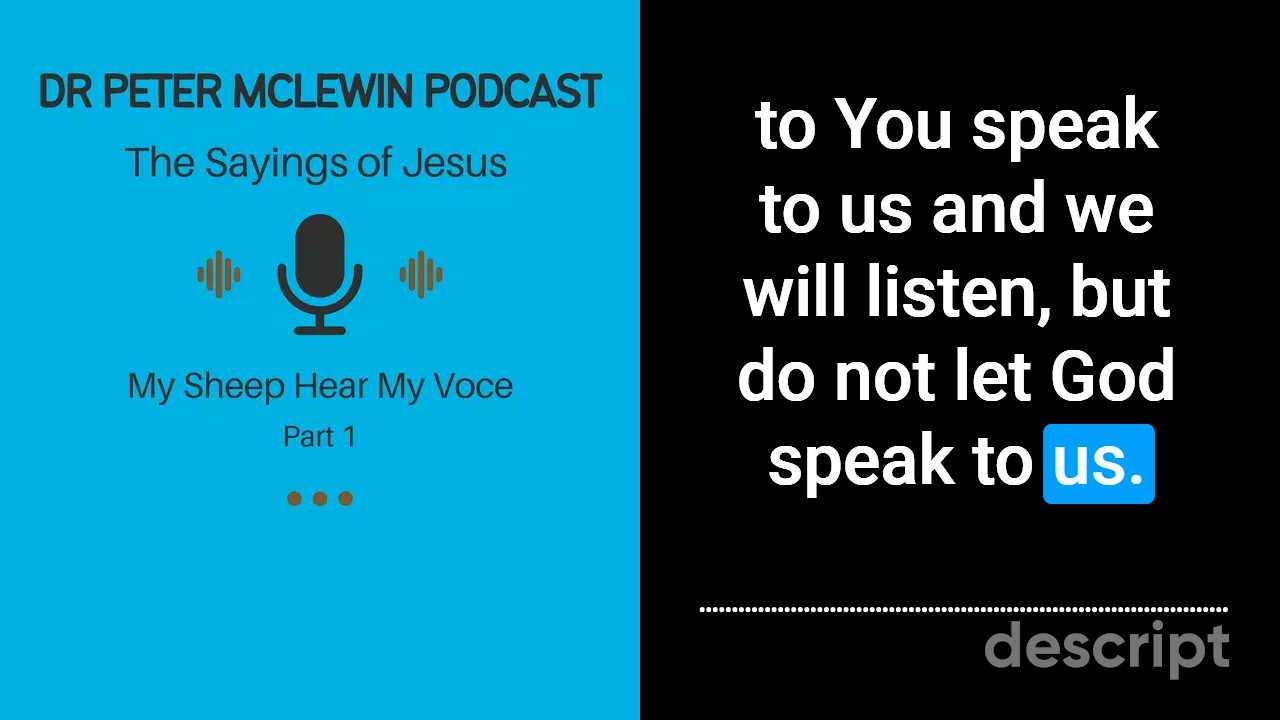 DR PETER MCLEWIN PODCAST
The Sayings of Jesus
My Sheep Hear My Voce
Part 1
to You speak
to us and we
will listen, but
do not let God
speak to us.
descript